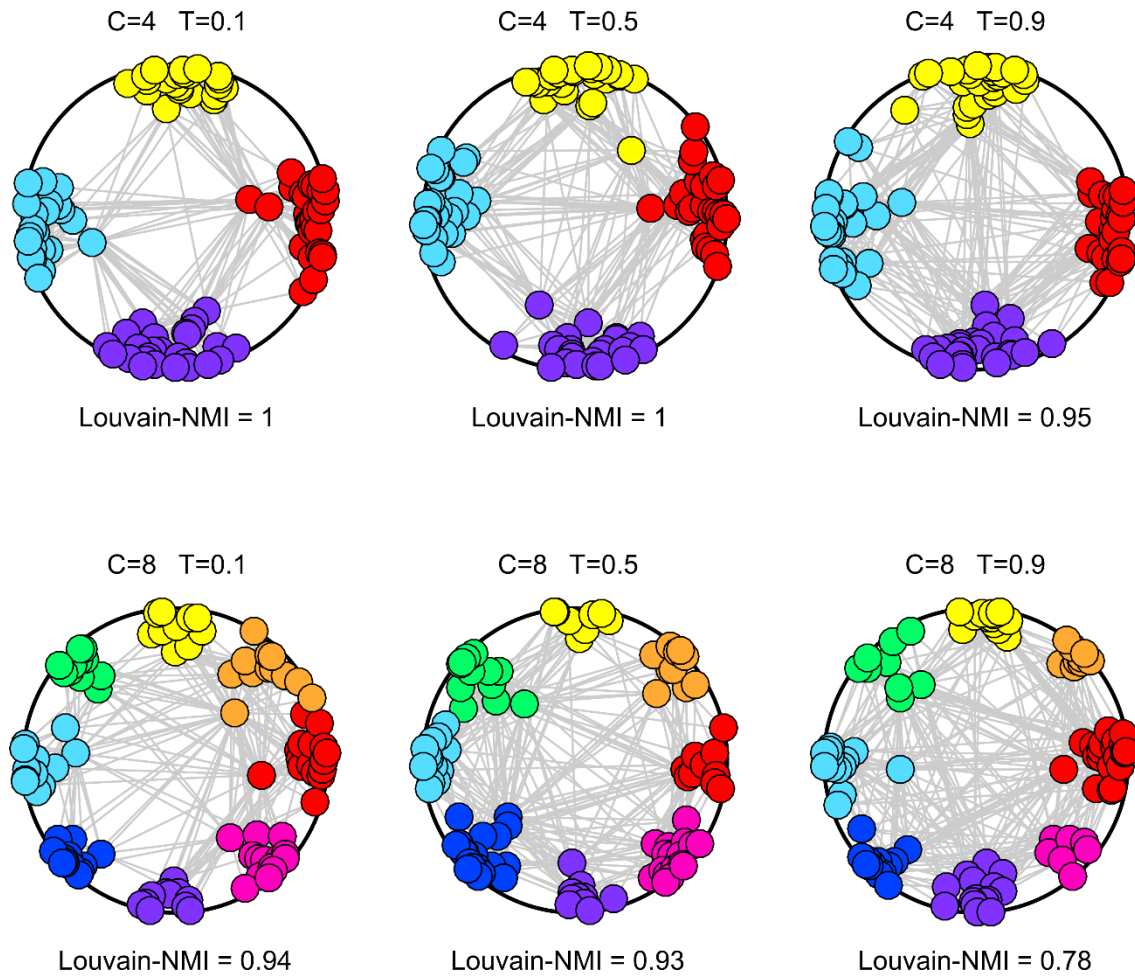 C=4 T=0.1
C=4 T=0.5
C=4 T=0.9
Louvain-NMI = 1
Louvain-NMI = 1
Louvain-NMI = 0.95
C=8 T=0.1
C=8 T=0.5
C=8 T=0.9
Louvain-NMI = 0.94
Louvain-NMI = 0.93
Louvain-NMI = 0.78